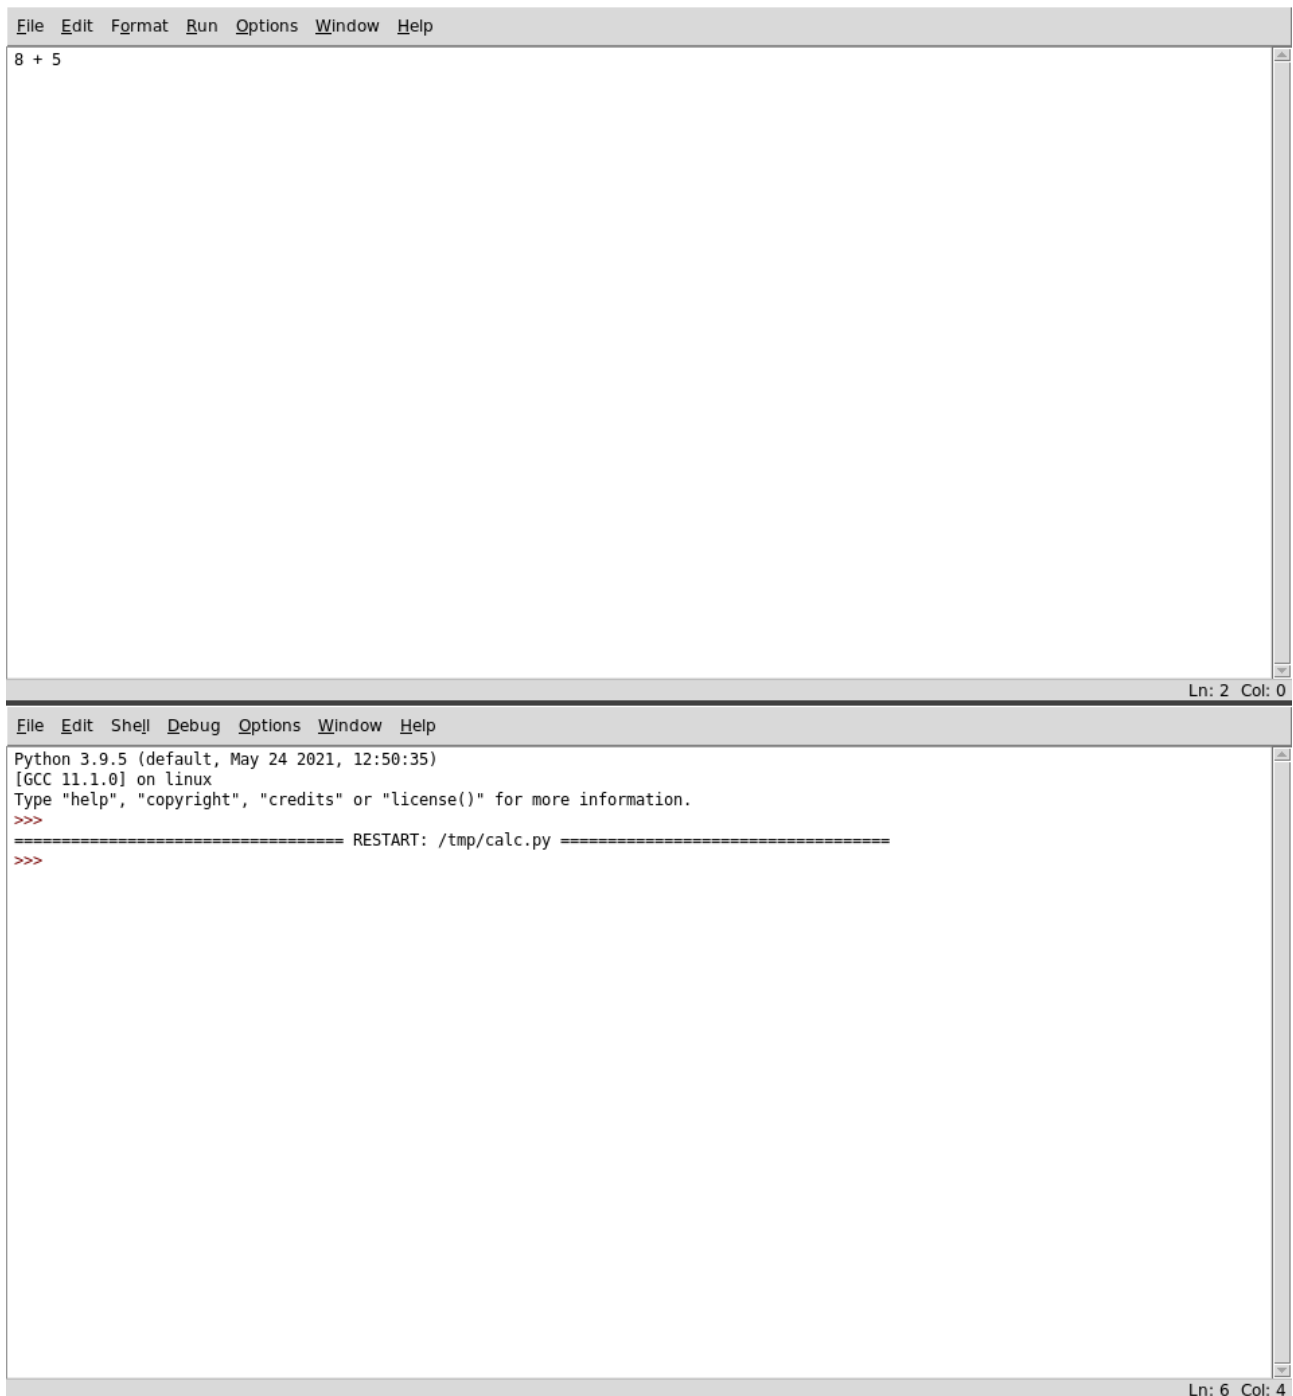 File Edit Format Run Options Window Help
8 + 5
Ln: 2 Col: 0
File Edit Shell Debug Options Window Help
Python 3.9.5 (default, May 24 2021, 12:50:35)
[GCC 11.1.0] on linux
Type "help", "copyright", "credits" or "license()" for more information.
>>>
=================================== RESTART: /tmp/calc.py ===================================
>>>
Ln: 6 Col: 4